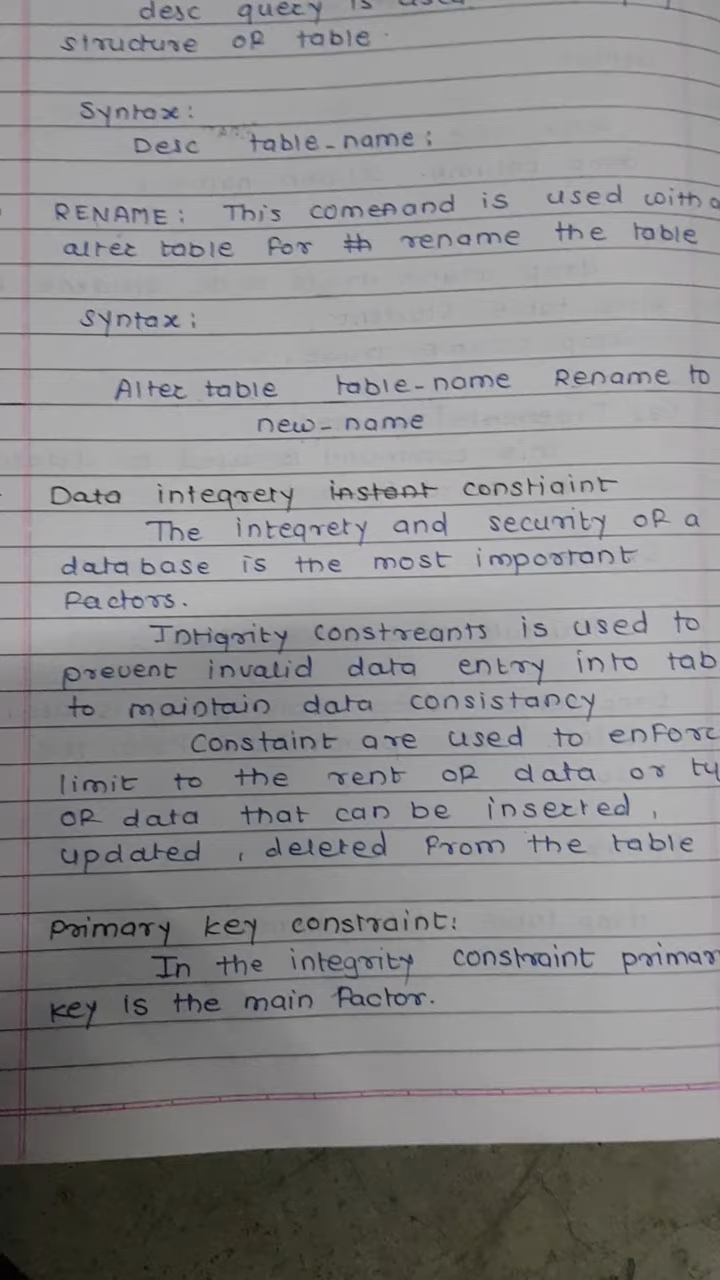 desc query is used
structure OF table
Syntax:
Desc table-name;
RENAME: This comemand is used with a
alter table for th rename the table
Syntax:
Alter table table-name Rename to
new-name
Data integrety instent constiaint
The integrety and security of a
database is the most important
Factors.
Intigrity constreants is used to
prevent invalid data entry into tab
to maintain data consistancy
Constaint are used to enforc
limit to the rent OF data or ty
OF data that can be inserted,
updated, deleted from the table
Primary key constraint:
In the integrity constraint primar
key is the main Factor.